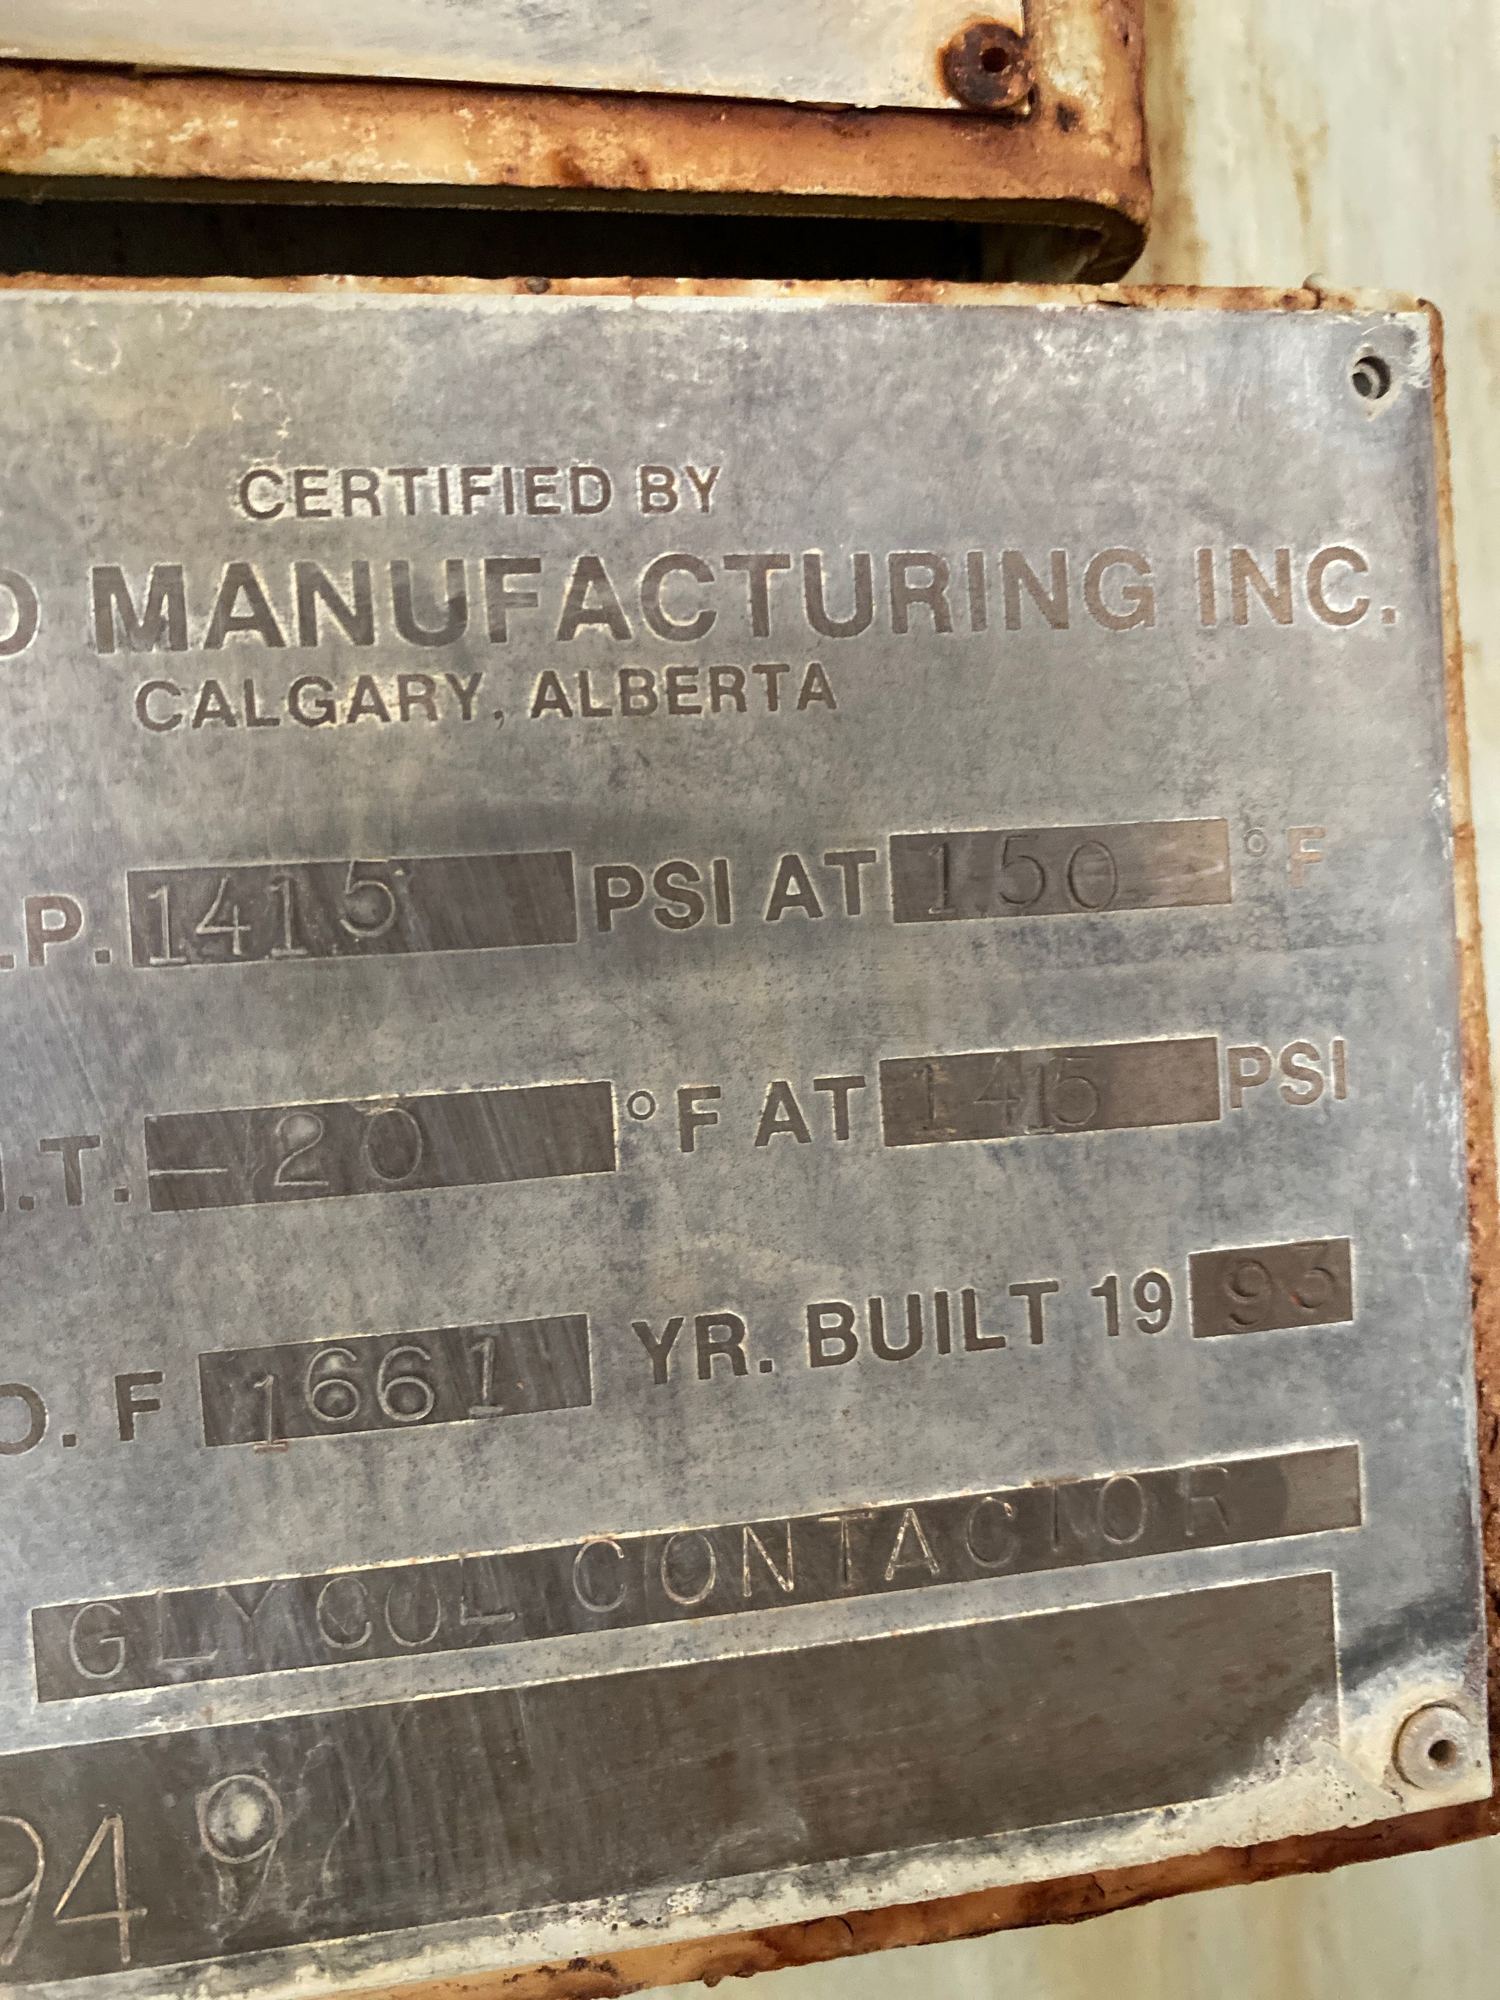 CERTIFIED BY
MANUFACTURING INC.
CALGARY, ALBERTA
.P. 1415 PSI AT 150 °F
.T. -20 °F AT 1415 PSI
O. F 1661 YR. BUILT 1993
GLYCOL CONTACTOR
949